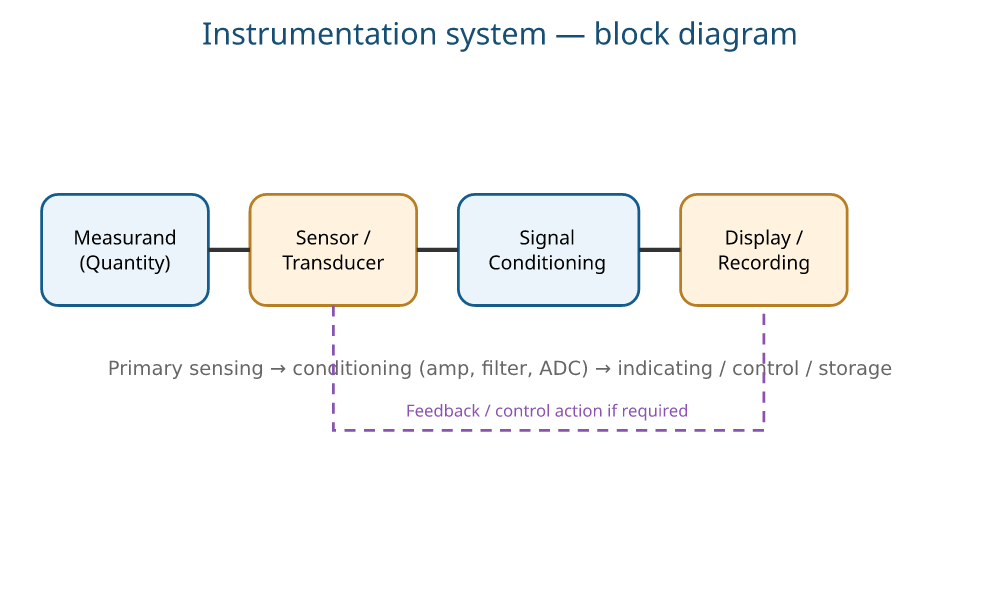 Instrumentation system — block diagram
Measurand
(Quantity)
Sensor /
Transducer
Signal
Conditioning
Display /
Recording
Primary sensing → conditioning (amp, filter, ADC) → indicating / control / storage
Feedback / control action if required